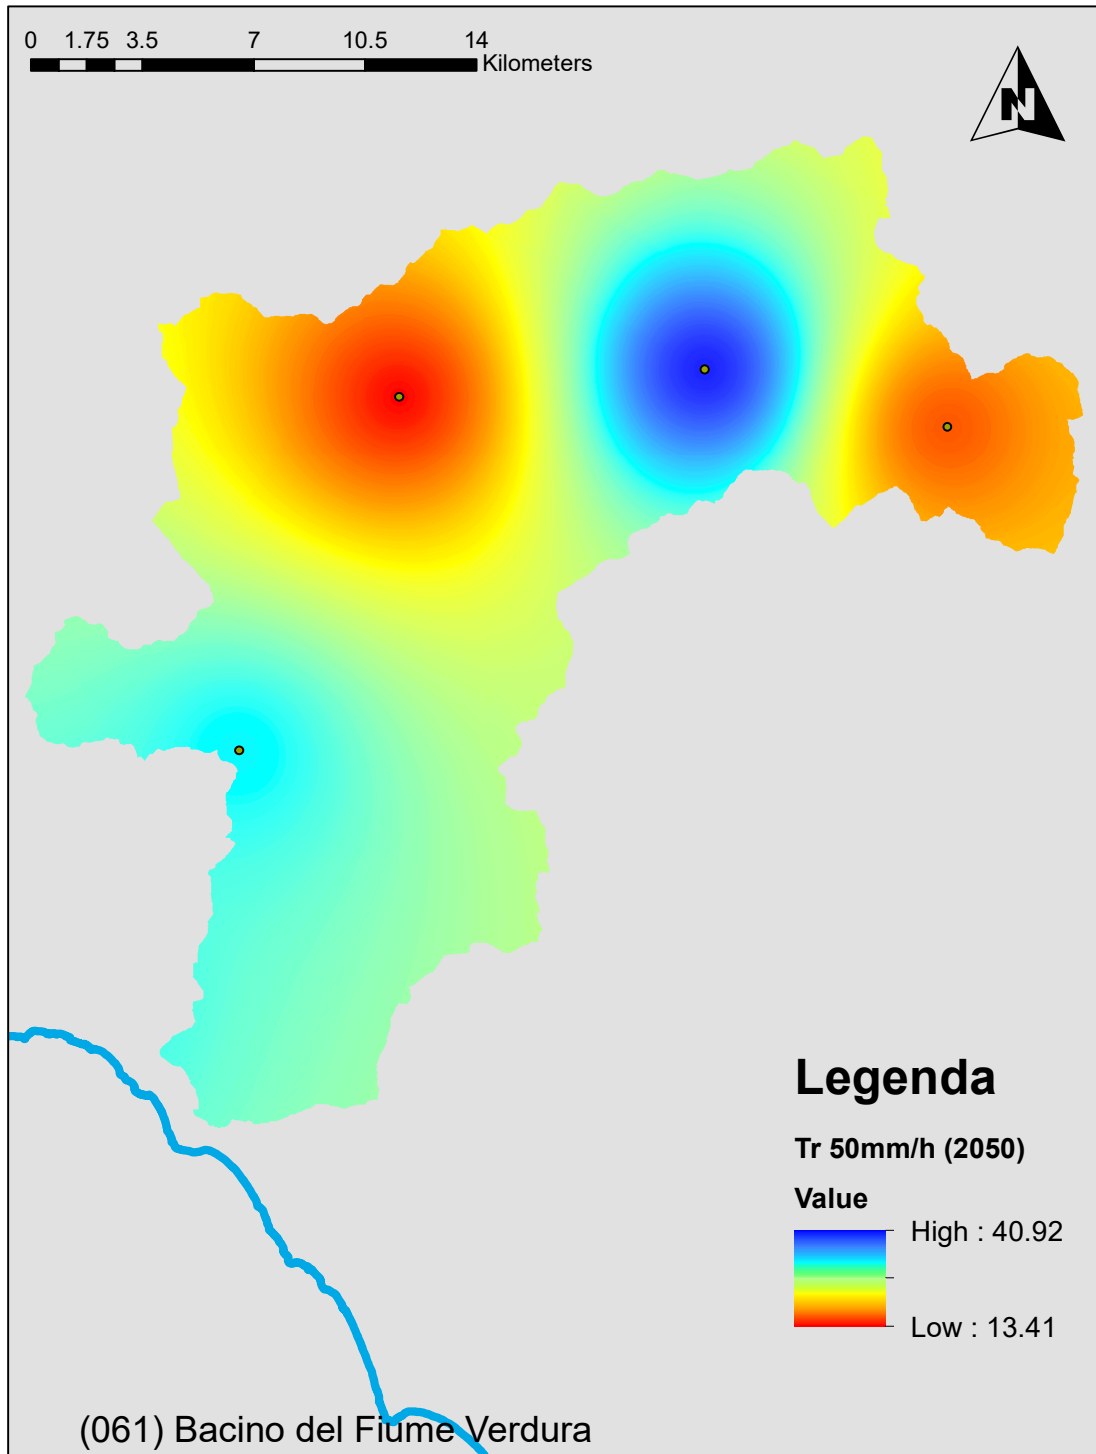 0 1.75 3.5 7 10.5 14
Kilometers
N
Legenda
Tr 50mm/h (2050)
Value
High : 40.92
Low : 13.41
(061) Bacino del Fiume Verdura